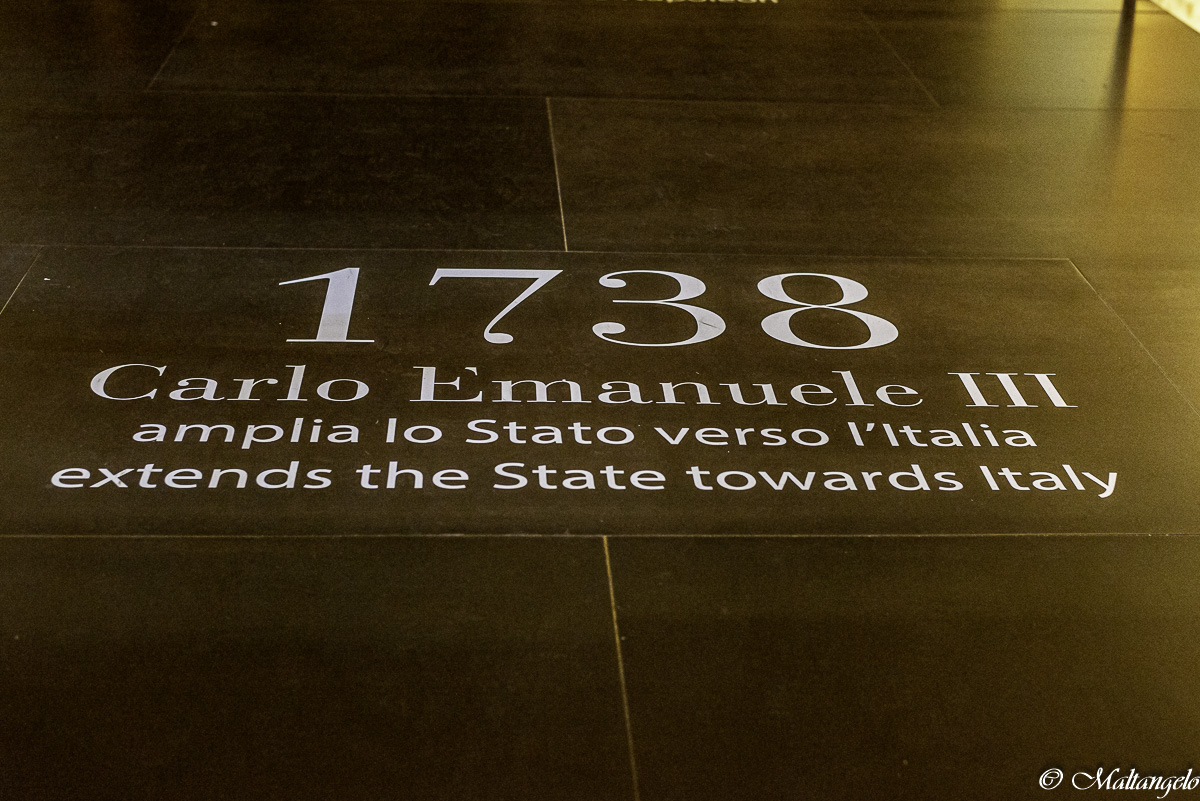 1738
Carlo Emanuele III
amplia lo Stato verso l'Italia
extends the State towards Italy
© Maltangelo